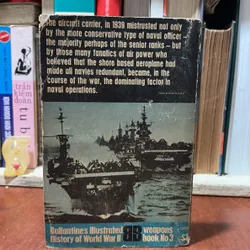 The aircraft carrier, in 1939 mistrusted not only
by the more conservative type of naval officer -
the majority perhaps of the senior ranks - but
by those many fanatics of air power who
believed that the shore based aeroplane had
made all navies redundant, became, in the
course of the war, the dominating factor in
naval operations.
Ballantine's Illustrated
History of World War II
weapons
book No 3
trần
kiêm
đoàn